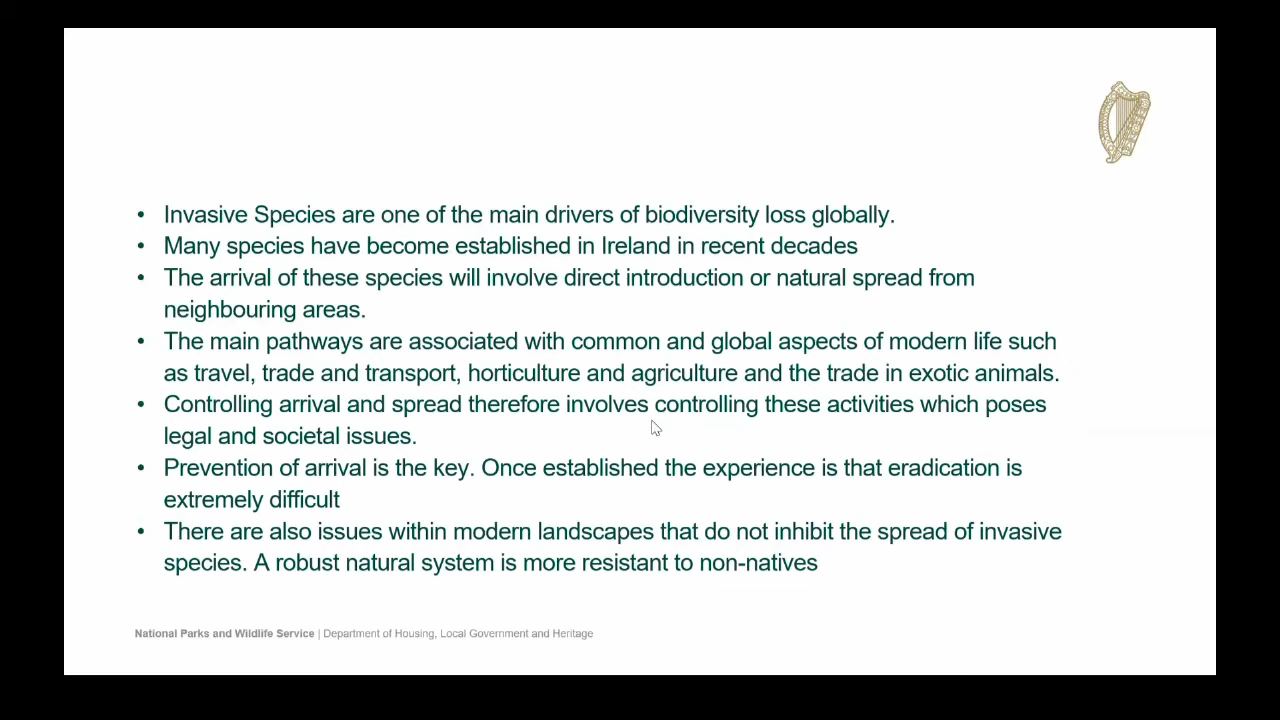 • Invasive Species are one of the main drivers of biodiversity loss globally.
• Many species have become established in Ireland in recent decades
• The arrival of these species will involve direct introduction or natural spread from
neighbouring areas.
• The main pathways are associated with common and global aspects of modern life such
as travel, trade and transport, horticulture and agriculture and the trade in exotic animals.
• Controlling arrival and spread therefore involves controlling these activities which poses
legal and societal issues.
• Prevention of arrival is the key. Once established the experience is that eradication is
extremely difficult
• There are also issues within modern landscapes that do not inhibit the spread of invasive
species. A robust natural system is more resistant to non-natives
National Parks and Wildlife Service | Department of Housing, Local Government and Heritage